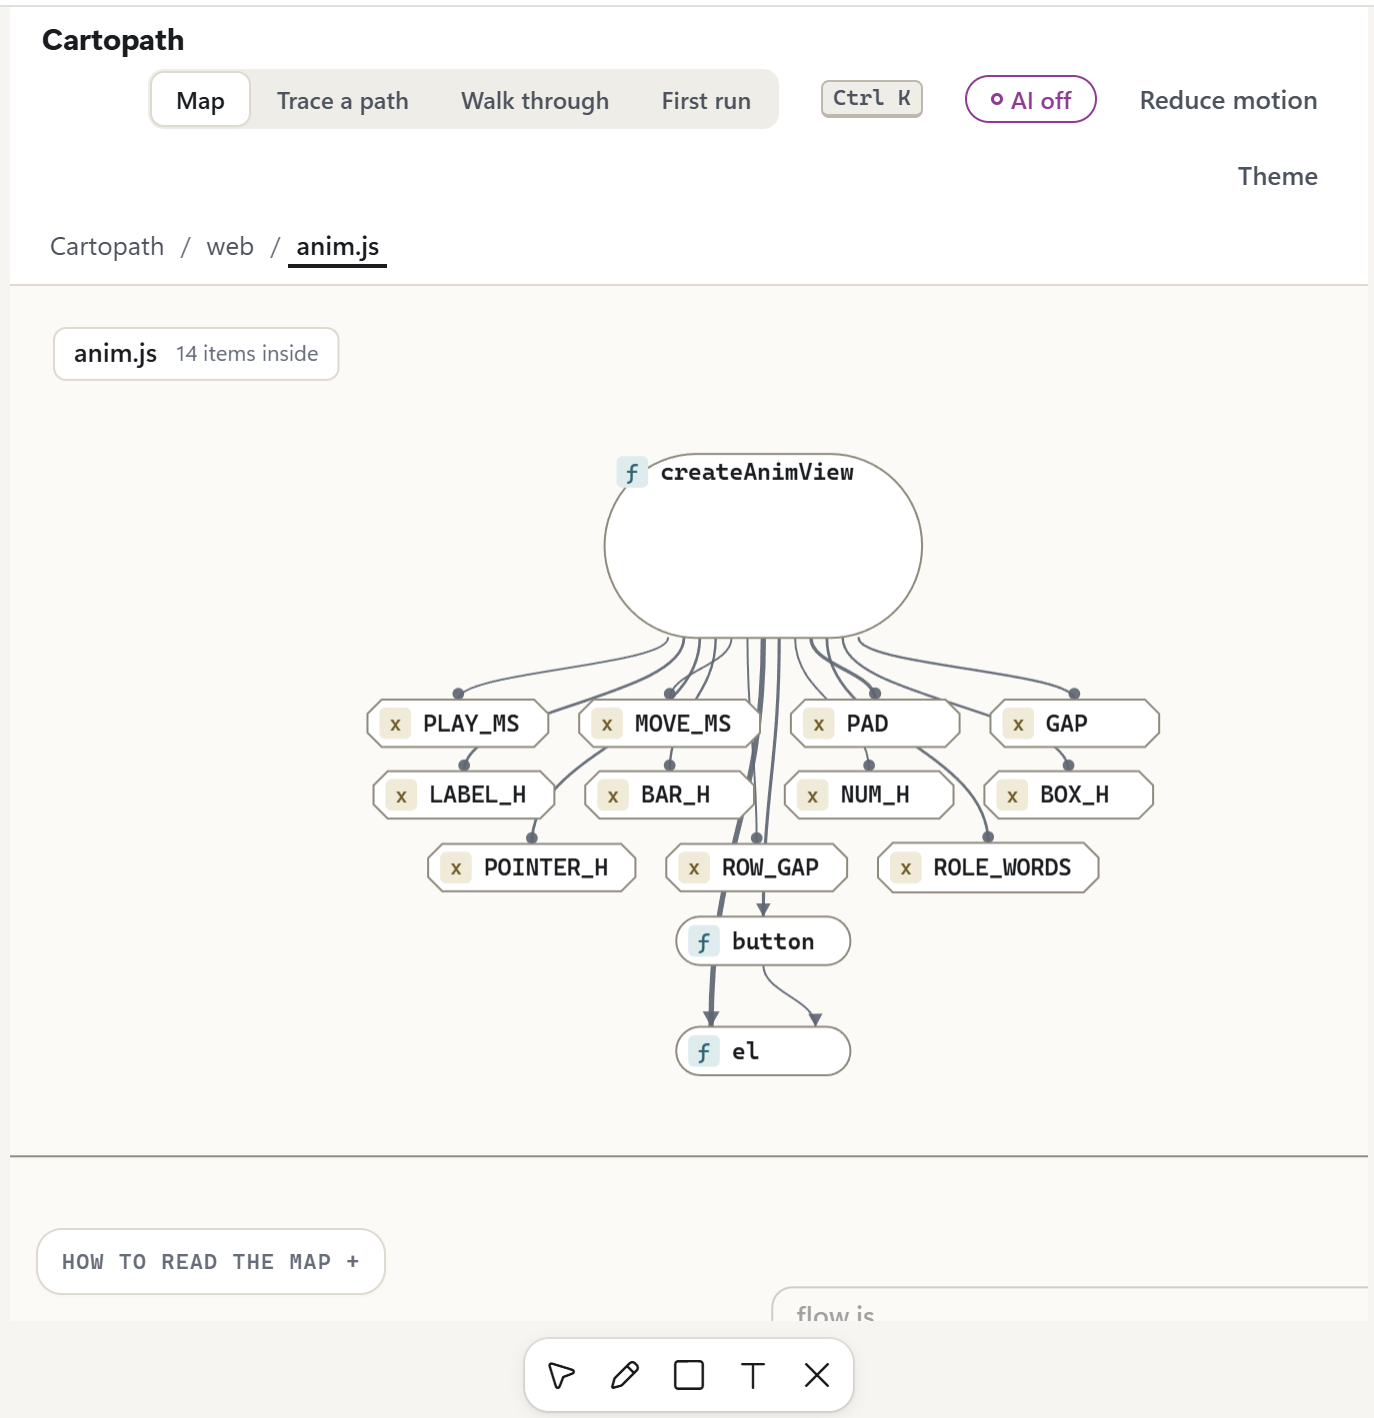 Cartopath
Map Trace a path Walk through First run Ctrl K AI off Reduce motion
Theme
Cartopath / web / anim.js
anim.js 14 items inside
ƒ createAnimView
x PLAY_MS x MOVE_MS x PAD x GAP
x LABEL_H x BAR_H x NUM_H x BOX_H
x POINTER_H x ROW_GAP x ROLE_WORDS
ƒ button
ƒ el
HOW TO READ THE MAP +
flow.js
T